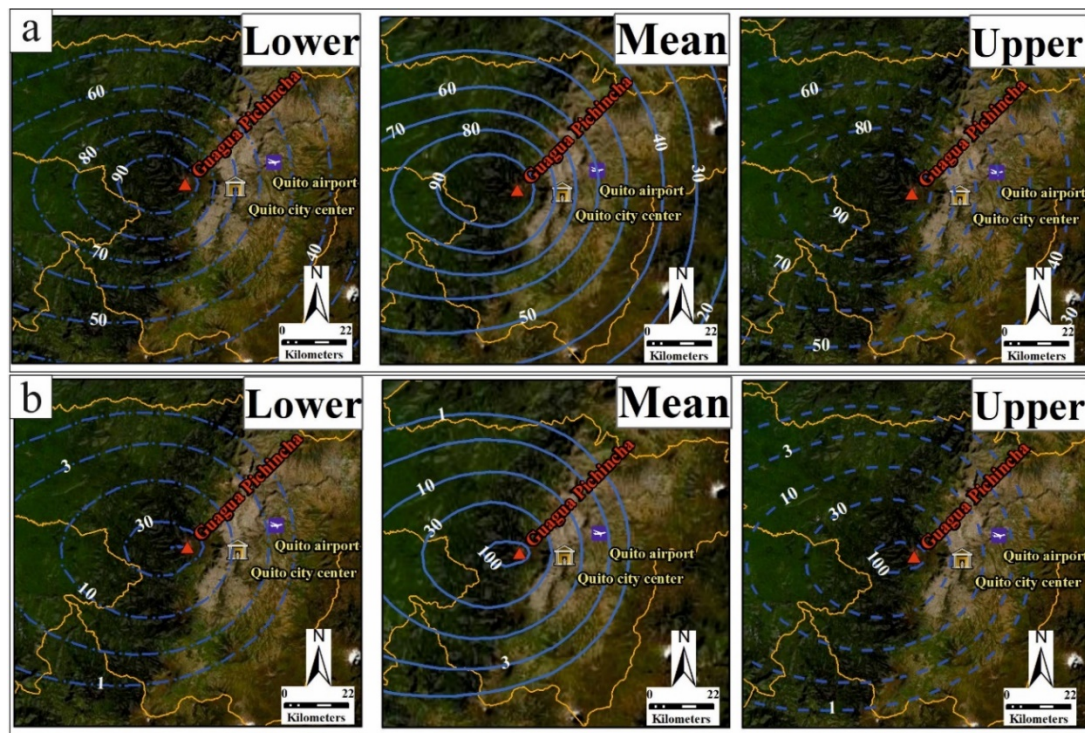 a
Lower
60
80
90
70
50
40
Guagua Pichincha
Quito airport
Quito city center
N
0 22
Kilometers
Mean
60
70
80
90
50
40
30
20
Guagua Pichincha
Quito airport
Quito city center
N
0 22
Kilometers
Upper
60
80
90
70
50
40
30
Guagua Pichincha
Quito airport
Quito city center
N
0 22
Kilometers
b
Lower
3
30
10
1
Guagua Pichincha
Quito airport
Quito city center
N
0 22
Kilometers
Mean
1
10
30
100
3
Guagua Pichincha
Quito airport
Quito city center
N
0 22
Kilometers
Upper
3
10
30
100
1
Guagua Pichincha
Quito airport
Quito city center
N
0 22
Kilometers